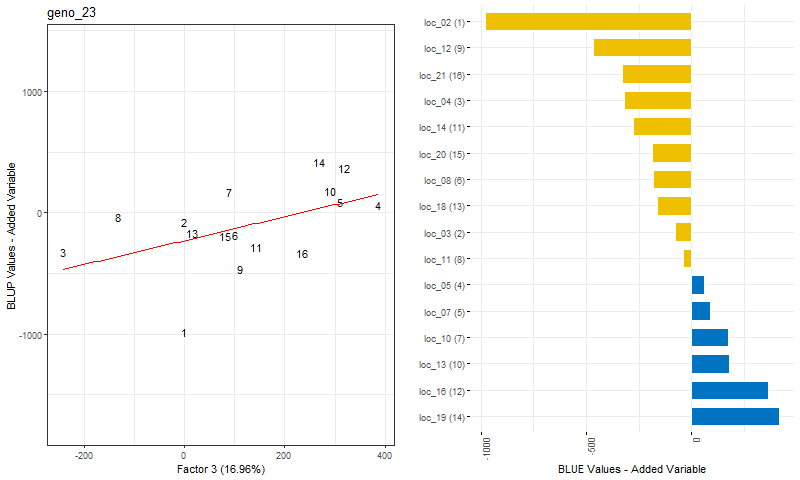 geno_23
BLUP Values - Added Variable
1000
0
-1000
14
12
7
10
5
4
8
2
13
15
6
11
16
3
9
1
-200
0
200
400
Factor 3 (16.96%)
loc_02 (1)
loc_12 (9)
loc_21 (16)
loc_04 (3)
loc_14 (11)
loc_20 (15)
loc_08 (6)
loc_18 (13)
loc_03 (2)
loc_11 (8)
loc_05 (4)
loc_07 (5)
loc_10 (7)
loc_13 (10)
loc_16 (12)
loc_19 (14)
-1000
-500
0
BLUE Values - Added Variable